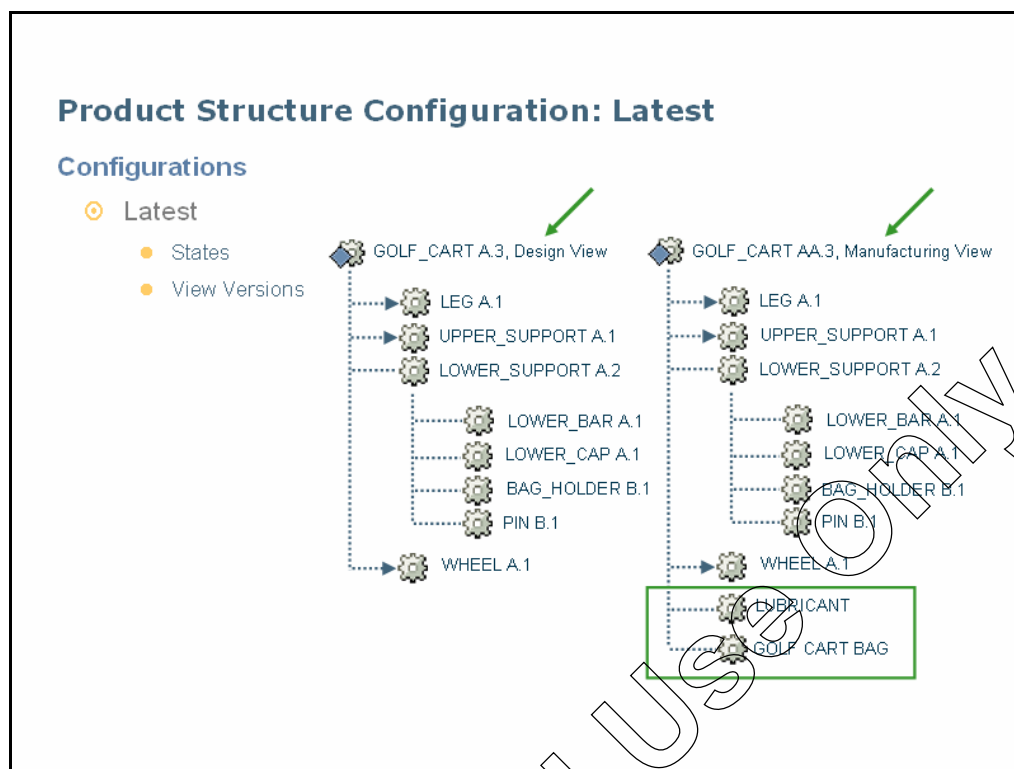 Product Structure Configuration: Latest
Configurations
Latest
States
View Versions
GOLF_CART A.3, Design View
LEG A.1
UPPER_SUPPORT A.1
LOWER_SUPPORT A.2
LOWER_BAR A.1
LOWER_CAP A.1
BAG_HOLDER B.1
PIN B.1
WHEEL A.1
GOLF_CART AA.3, Manufacturing View
LEG A.1
UPPER_SUPPORT A.1
LOWER_SUPPORT A.2
LOWER_BAR A.1
LOWER_CAP A.1
BAG_HOLDER B.1
PIN B.1
WHEEL A.1
LUBRICANT
GOLF CART BAG
Use Only